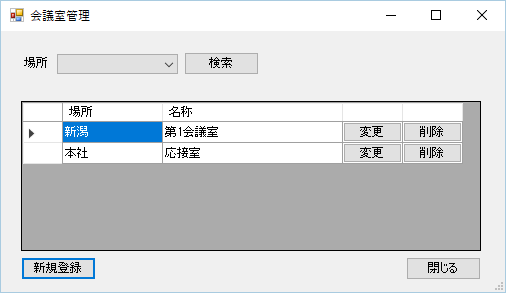 会議室管理
場所 検索
場所 名称
新潟 第1会議室 変更 削除
本社 応接室 変更 削除
新規登録 閉じる